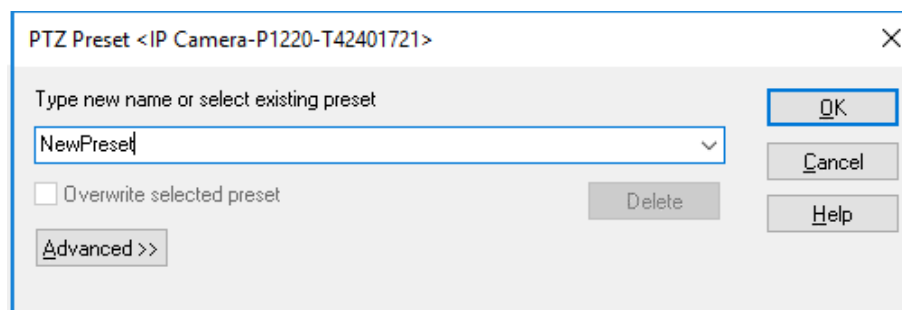 PTZ Preset <IP Camera-P1220-T42401721>
Type new name or select existing preset
OK
NewPreset
Cancel
Overwrite selected preset
Delete
Help
Advanced >>